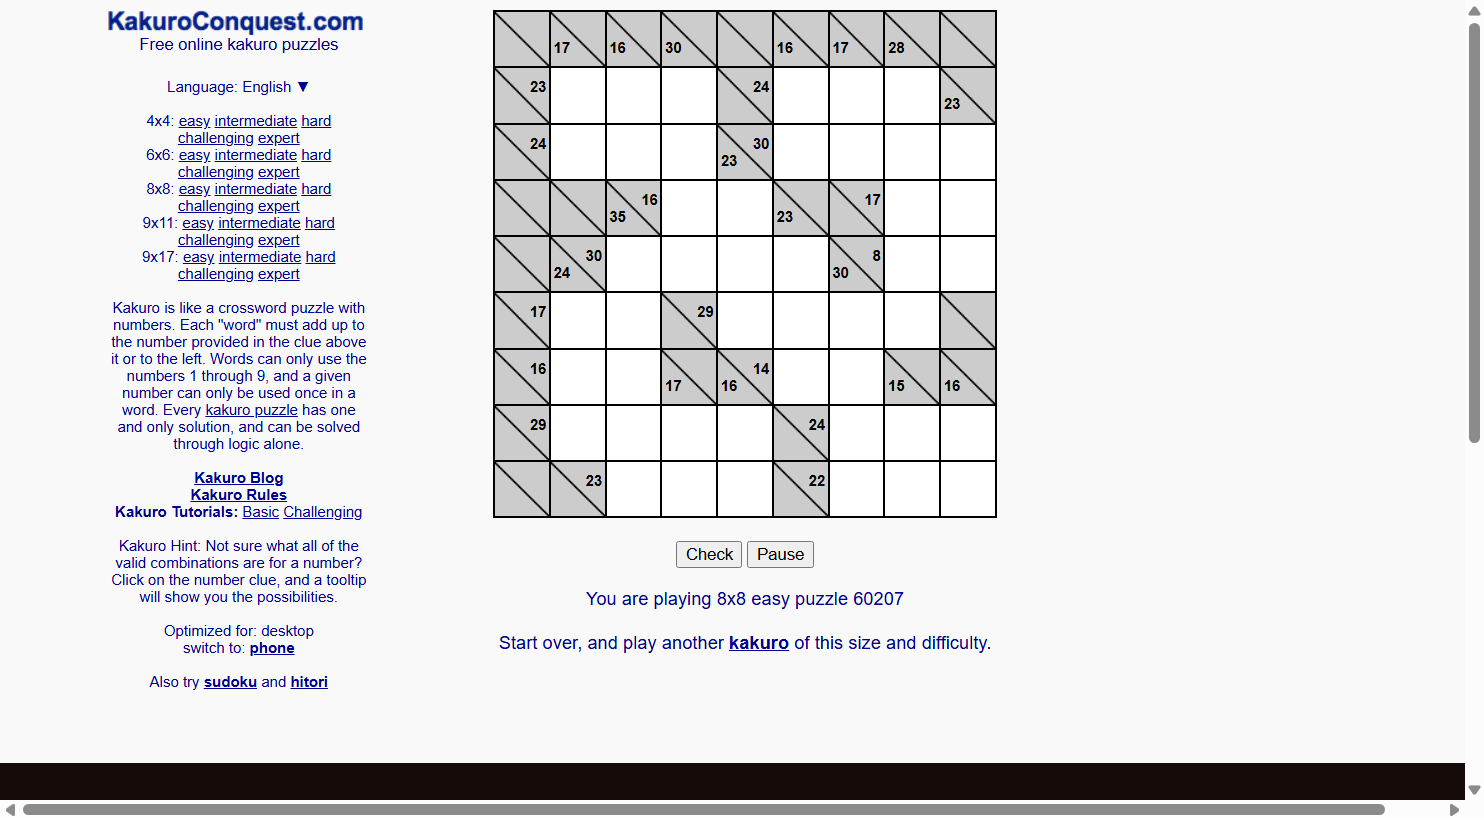 KakuroConquest.com
Free online kakuro puzzles
Language: English ▼
4x4: easy intermediate hard
challenging expert
6x6: easy intermediate hard
challenging expert
8x8: easy intermediate hard
challenging expert
9x11: easy intermediate hard
challenging expert
9x17: easy intermediate hard
challenging expert
Kakuro is like a crossword puzzle with
numbers. Each "word" must add up to
the number provided in the clue above
it or to the left. Words can only use the
numbers 1 through 9, and a given
number can only be used once in a
word. Every kakuro puzzle has one
and only solution, and can be solved
through logic alone.
Kakuro Blog
Kakuro Rules
Kakuro Tutorials: Basic Challenging
Kakuro Hint: Not sure what all of the
valid combinations are for a number?
Click on the number clue, and a tooltip
will show you the possibilities.
Optimized for: desktop
switch to: phone
Also try sudoku and hitori
17 16 30 16 17 28
23 24 23
24 30 23
16 35 23 17
30 24 8 30
17 29
16 17 14 16 15 16
29 24
23 22
Check Pause
You are playing 8x8 easy puzzle 60207
Start over, and play another kakuro of this size and difficulty.